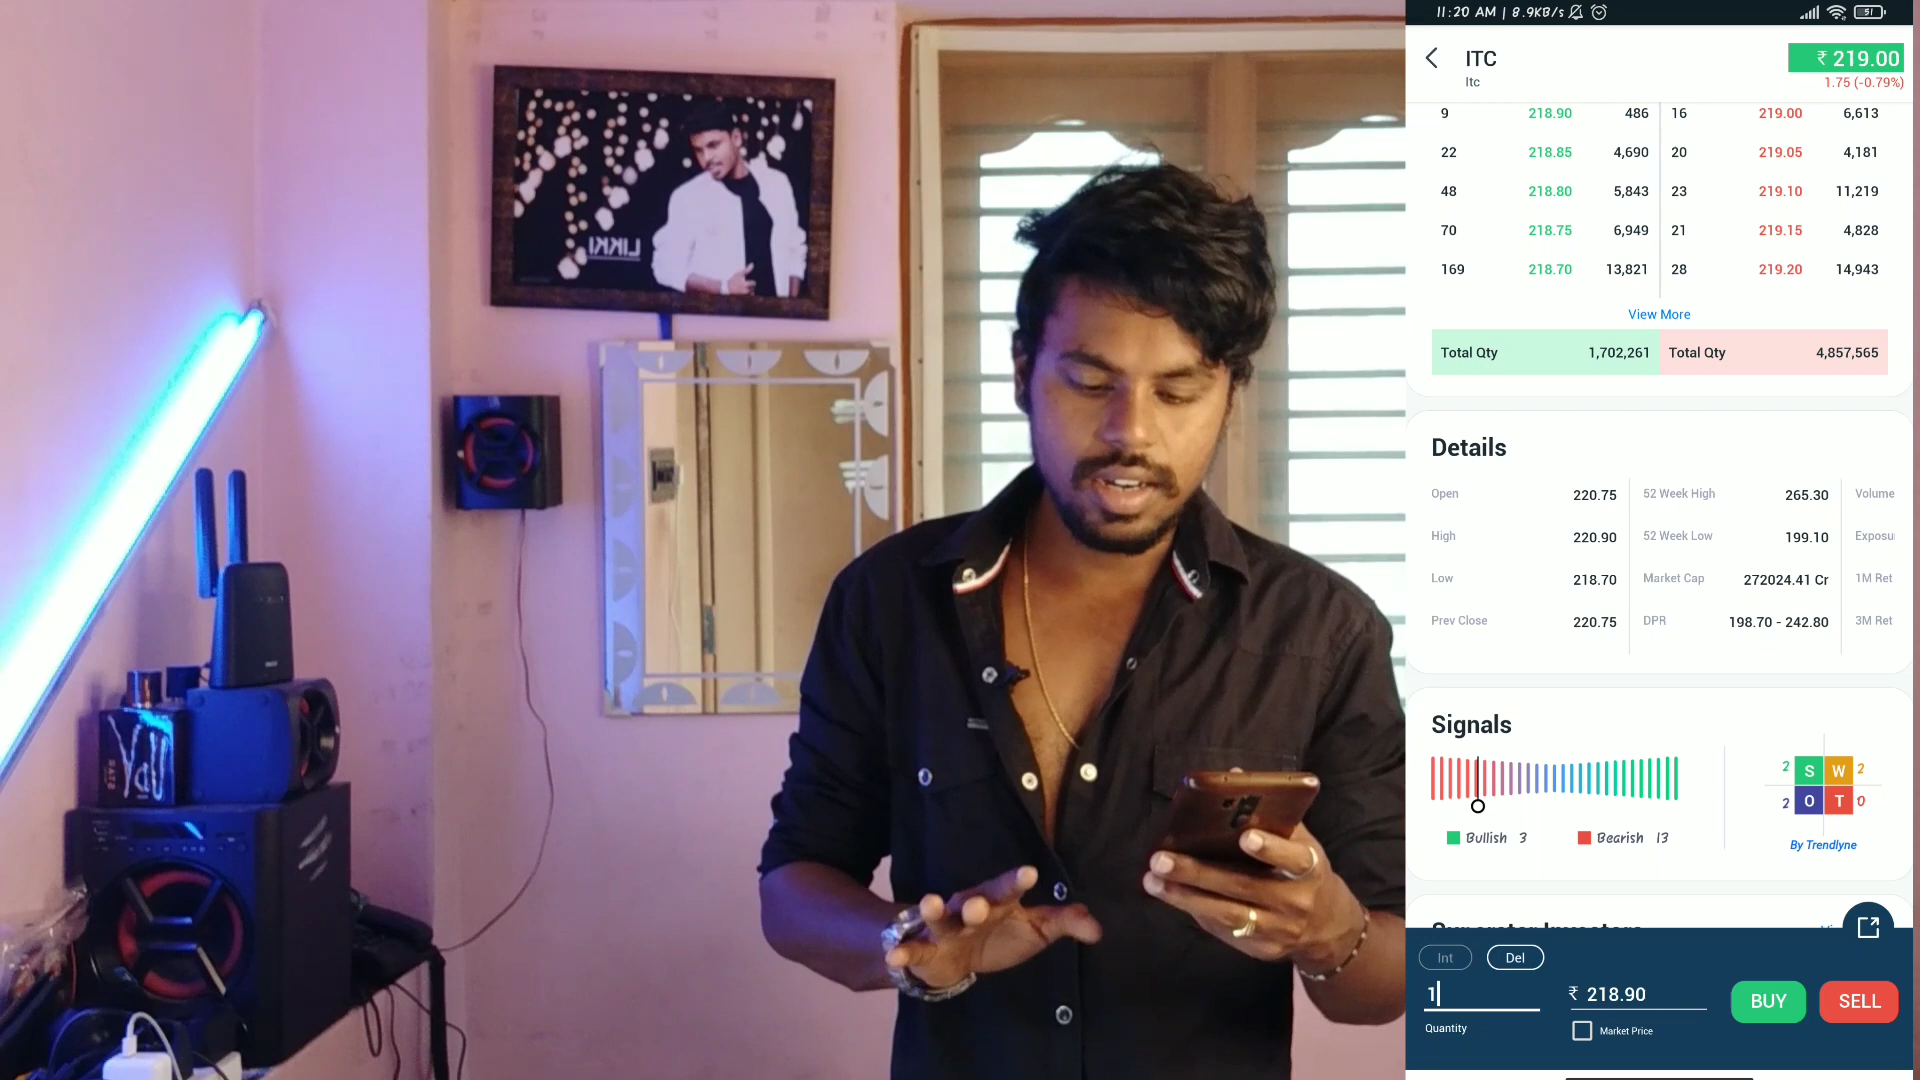 LIKKI
11:20 AM | 8.9KB/s
51
ITC
Itc
₹ 219.00
1.75 (-0.79%)
9 218.90 486 16 219.00 6,613
22 218.85 4,690 20 219.05 4,181
48 218.80 5,843 23 219.10 11,219
70 218.75 6,949 21 219.15 4,828
169 218.70 13,821 28 219.20 14,943
View More
Total Qty 1,702,261 Total Qty 4,857,565
Details
Open 220.75 52 Week High 265.30 Volume
High 220.90 52 Week Low 199.10 Exposu
Low 218.70 Market Cap 272024.41 Cr 1M Ret
Prev Close 220.75 DPR 198.70 - 242.80 3M Ret
Signals
2 S W 2
2 O T 0
Bullish 3 Bearish 13
By Trendlyne
Int Del
1 ₹ 218.90 BUY SELL
Quantity Market Price